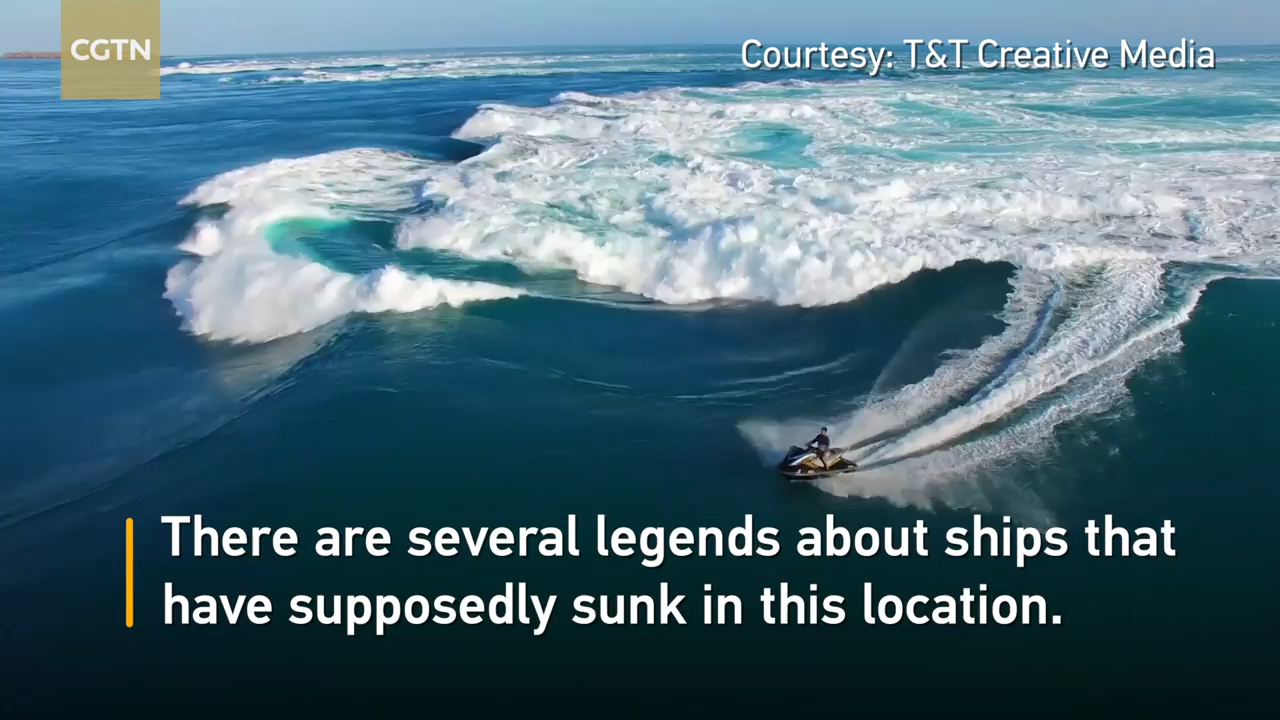 CGTN
Courtesy: T&T Creative Media
There are several legends about ships that
have supposedly sunk in this location.